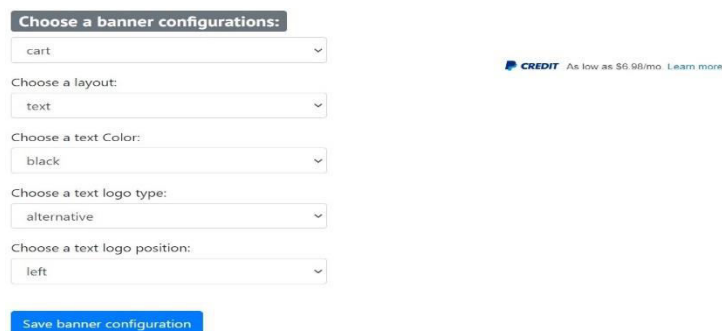 Choose a banner configurations:
cart
CREDIT As low as $6.98/mo. Learn more
Choose a layout:
text
Choose a text Color:
black
Choose a text logo type:
alternative
Choose a text logo position:
left
Save banner configuration